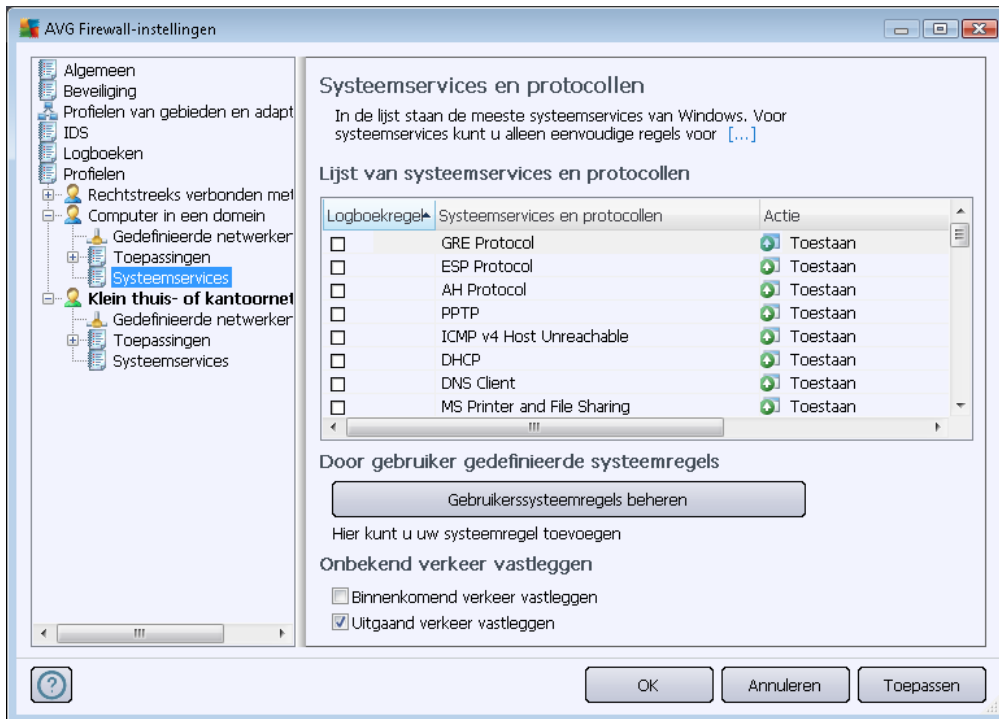 AVG Firewall-instellingen
Algemeen
Beveiliging
Profielen van gebieden en adapt
IDS
Logboeken
Profielen
Rechtstreeks verbonden met
Computer in een domein
Gedefinieerde netwerken
Toepassingen
Systeemservices
Klein thuis- of kantoornet
Gedefinieerde netwerken
Toepassingen
Systeemservices
Systeemservices en protocollen
In de lijst staan de meeste systeemservices van Windows. Voor
systeemservices kunt u alleen eenvoudige regels voor [...]
Lijst van systeemservices en protocollen
Logboekregel Systeemservices en protocollen Actie
GRE Protocol Toestaan
ESP Protocol Toestaan
AH Protocol Toestaan
PPTP Toestaan
ICMP v4 Host Unreachable Toestaan
DHCP Toestaan
DNS Client Toestaan
MS Printer and File Sharing Toestaan
Door gebruiker gedefinieerde systeemregels
Gebruikerssysteemregels beheren
Hier kunt u uw systeemregel toevoegen
Onbekend verkeer vastleggen
Binnenkomend verkeer vastleggen
Uitgaand verkeer vastleggen
?
OK Annuleren Toepassen